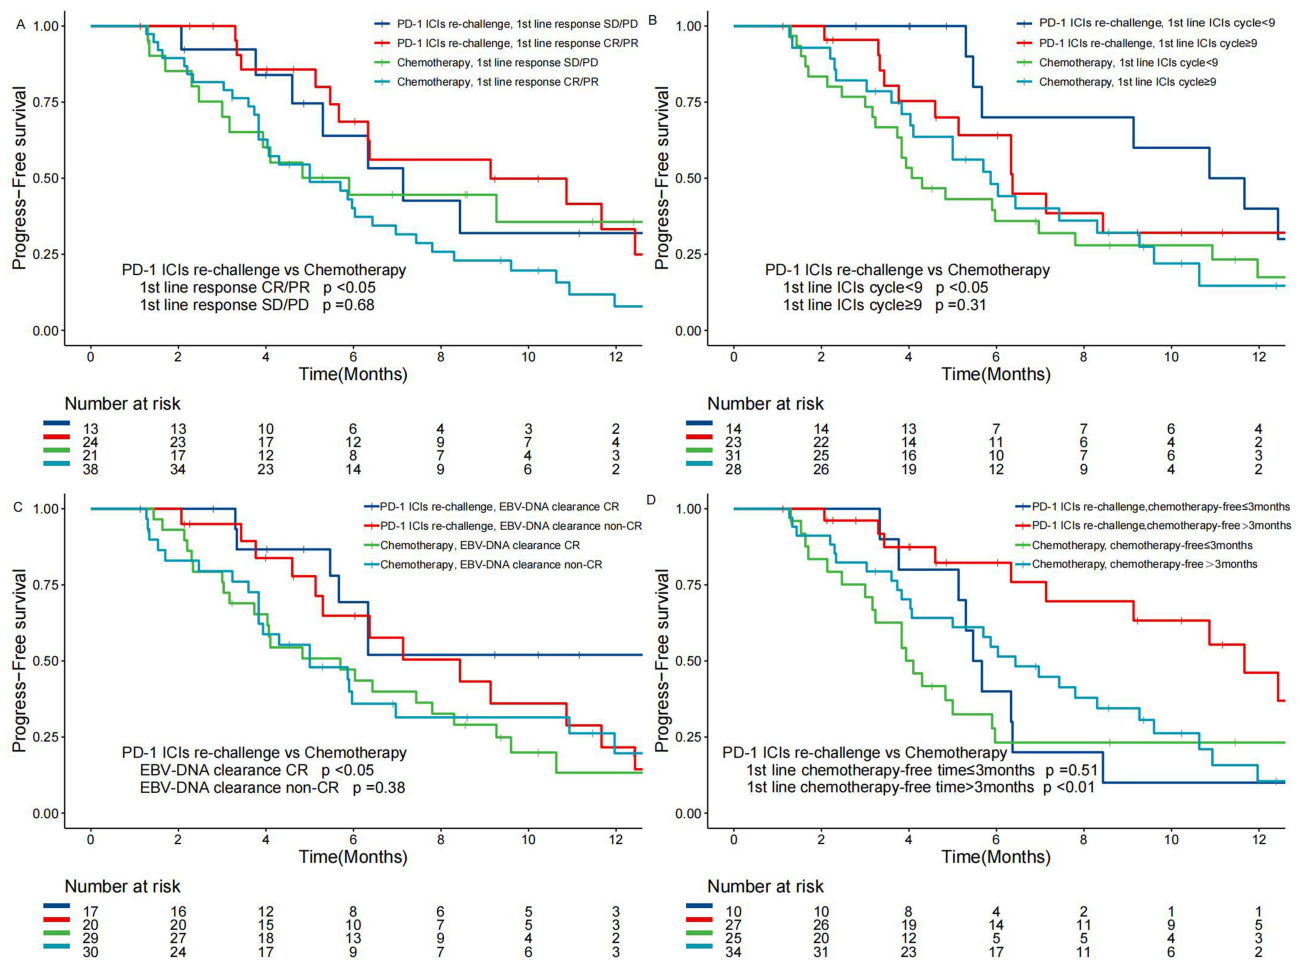 A
PD-1 ICIs re-challenge, 1st line response SD/PD
PD-1 ICIs re-challenge, 1st line response CR/PR
Chemotherapy, 1st line response SD/PD
Chemotherapy, 1st line response CR/PR
Progress-Free survival
1.00
0.75
0.50
0.25
0.00
PD-1 ICIs re-challenge vs Chemotherapy
1st line response CR/PR p <0.05
1st line response SD/PD p =0.68
0 2 4 6 8 10 12
Time(Months)
Number at risk
13 13 10 6 4 3 2
24 23 17 12 9 7 4
21 17 12 8 7 4 3
38 34 23 14 9 6 2
B
PD-1 ICIs re-challenge, 1st line ICIs cycle<9
PD-1 ICIs re-challenge, 1st line ICIs cycle≥9
Chemotherapy, 1st line ICIs cycle<9
Chemotherapy, 1st line ICIs cycle≥9
Progress-Free survival
1.00
0.75
0.50
0.25
0.00
PD-1 ICIs re-challenge vs Chemotherapy
1st line ICIs cycle<9 p <0.05
1st line ICIs cycle≥9 p =0.31
0 2 4 6 8 10 12
Time(Months)
Number at risk
14 14 13 7 7 6 4
23 22 14 11 6 4 2
31 25 16 10 7 6 3
28 26 19 12 9 4 2
C
PD-1 ICIs re-challenge, EBV-DNA clearance CR
PD-1 ICIs re-challenge, EBV-DNA clearance non-CR
Chemotherapy, EBV-DNA clearance CR
Chemotherapy, EBV-DNA clearance non-CR
Progress-Free survival
1.00
0.75
0.50
0.25
0.00
PD-1 ICIs re-challenge vs Chemotherapy
EBV-DNA clearance CR p <0.05
EBV-DNA clearance non-CR p =0.38
0 2 4 6 8 10 12
Time(Months)
Number at risk
17 16 12 8 6 5 3
20 20 15 10 7 5 3
29 27 18 13 9 4 2
30 24 17 9 7 6 3
D
PD-1 ICIs re-challenge,chemotherapy-free≤3months
PD-1 ICIs re-challenge,chemotherapy-free＞3months
Chemotherapy, chemotherapy-free≤3months
Chemotherapy, chemotherapy-free＞3months
Progress-Free survival
1.00
0.75
0.50
0.25
0.00
PD-1 ICIs re-challenge vs Chemotherapy
1st line chemotherapy-free time≤3months p =0.51
1st line chemotherapy-free time>3months p <0.01
0 2 4 6 8 10 12
Time(Months)
Number at risk
10 10 8 4 2 1 1
27 26 19 14 11 9 5
25 20 12 5 5 4 3
34 31 23 17 11 6 2